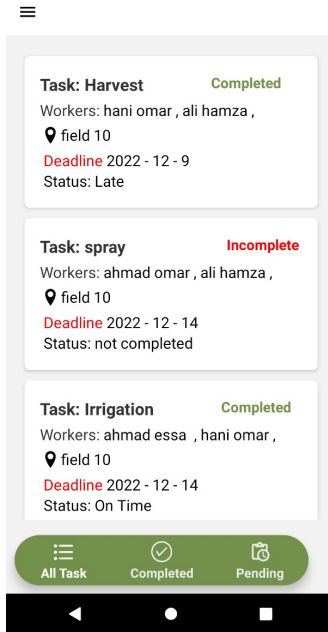 Task: Harvest Completed
Workers: hani omar , ali hamza ,
field 10
Deadline 2022 - 12 - 9
Status: Late
Task: spray Incomplete
Workers: ahmad omar , ali hamza ,
field 10
Deadline 2022 - 12 - 14
Status: not completed
Task: Irrigation Completed
Workers: ahmad essa , hani omar ,
field 10
Deadline 2022 - 12 - 14
Status: On Time
All Task Completed Pending